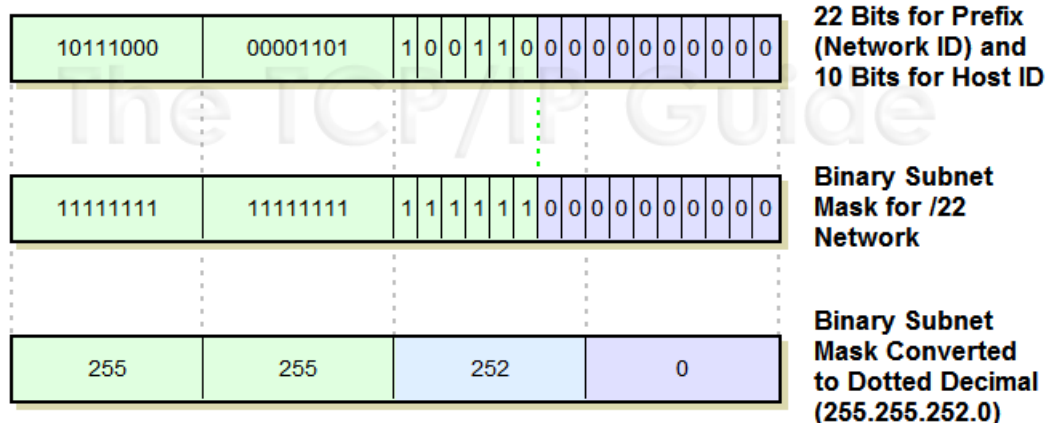 10111000 00001101 1 0 0 1 1 0 0 0 0 0 0 0 0 0 0 0
22 Bits for Prefix
(Network ID) and
10 Bits for Host ID
The TCP/IP Guide
11111111 11111111 1 1 1 1 1 1 0 0 0 0 0 0 0 0 0 0
Binary Subnet
Mask for /22
Network
255 255 252 0
Binary Subnet
Mask Converted
to Dotted Decimal
(255.255.252.0)